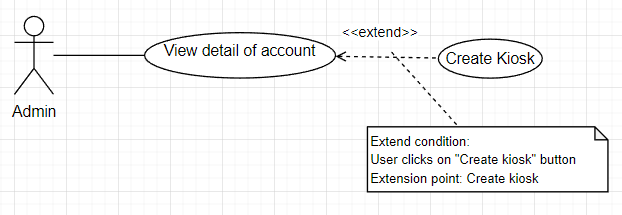 <<extend>>
View detail of account
Create Kiosk
Admin
Extend condition:
User clicks on "Create kiosk" button
Extension point: Create kiosk